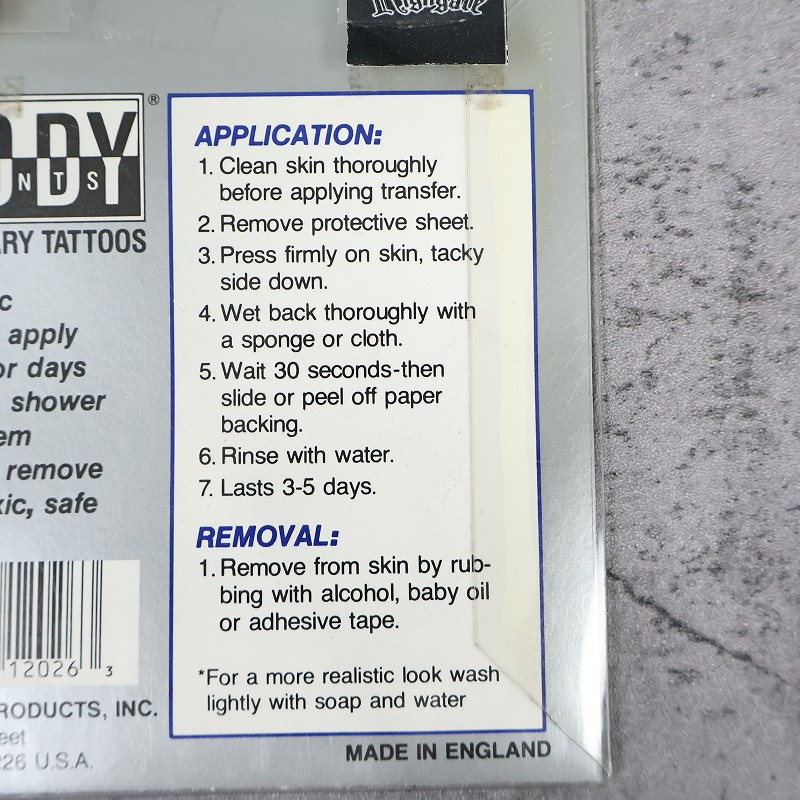 ®
DY
NTS
ARY TATTOOS
c
apply
or days
shower
em
remove
xic, safe
12026 3
PRODUCTS, INC.
eet
226 U.S.A.
APPLICATION:
1. Clean skin thoroughly
before applying transfer.
2. Remove protective sheet.
3. Press firmly on skin, tacky
side down.
4. Wet back thoroughly with
a sponge or cloth.
5. Wait 30 seconds-then
slide or peel off paper
backing.
6. Rinse with water.
7. Lasts 3-5 days.
REMOVAL:
1. Remove from skin by rub-
bing with alcohol, baby oil
or adhesive tape.
*For a more realistic look wash
lightly with soap and water
MADE IN ENGLAND